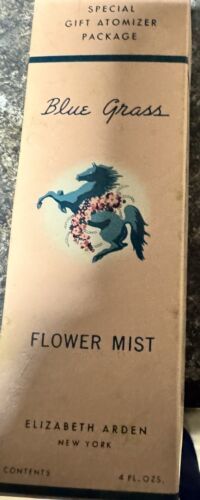 SPECIAL
GIFT ATOMIZER
PACKAGE
Blue Grass
FLOWER MIST
ELIZABETH ARDEN
NEW YORK
CONTENTS 4 FL. OZS.